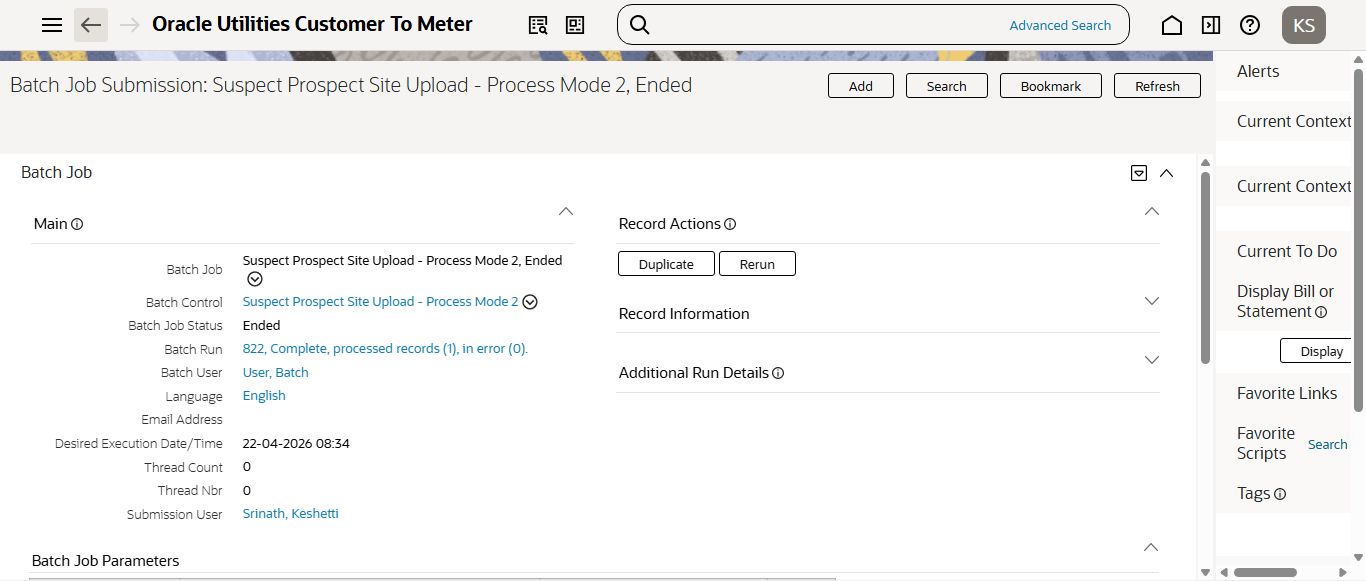 Oracle Utilities Customer To Meter
Advanced Search
KS
Batch Job Submission: Suspect Prospect Site Upload - Process Mode 2, Ended
Add
Search
Bookmark
Refresh
Batch Job
Main
Batch Job
Suspect Prospect Site Upload - Process Mode 2, Ended
Batch Control
Suspect Prospect Site Upload - Process Mode 2
Batch Job Status
Ended
Batch Run
822, Complete, processed records (1), in error (0).
Batch User
User, Batch
Language
English
Email Address
Desired Execution Date/Time
22-04-2026 08:34
Thread Count
0
Thread Nbr
0
Submission User
Srinath, Keshetti
Record Actions
Duplicate
Rerun
Record Information
Additional Run Details
Batch Job Parameters
Alerts
Current Context
Current Context
Current To Do
Display Bill or
Statement
Display
Favorite Links
Favorite
Scripts
Search
Tags